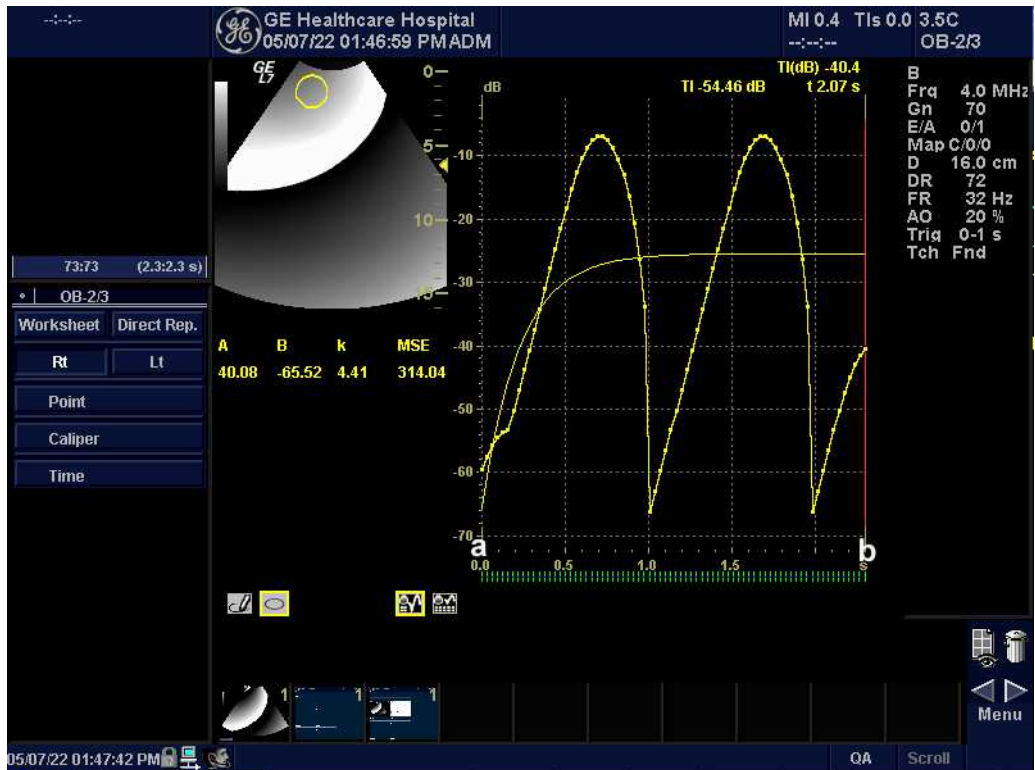 --:--:--
GE Healthcare Hospital
05/07/22 01:46:59 PM ADM
MI 0.4 TIs 0.0 3.5C
--:--:-- OB-2/3
GE
L7
73:73 (2.3:2.3 s)
OB-2/3
Worksheet Direct Rep.
Rt Lt
Point
Caliper
Time
0
5
10
15
A B k MSE
40.08 -65.52 4.41 314.04
TI(dB) -40.4
dB TI -54.46 dB t 2.07 s
-10
-20
-30
-40
-50
-60
-70
a b
0.0 0.5 1.0 1.5 s
B
Frq 4.0 MHz
Gn 70
E/A 0/1
Map C/0/0
D 16.0 cm
DR 72
FR 32 Hz
AO 20 %
Trig 0-1 s
Tch Fnd
1 1 1
Menu
05/07/22 01:47:42 PM QA Scroll